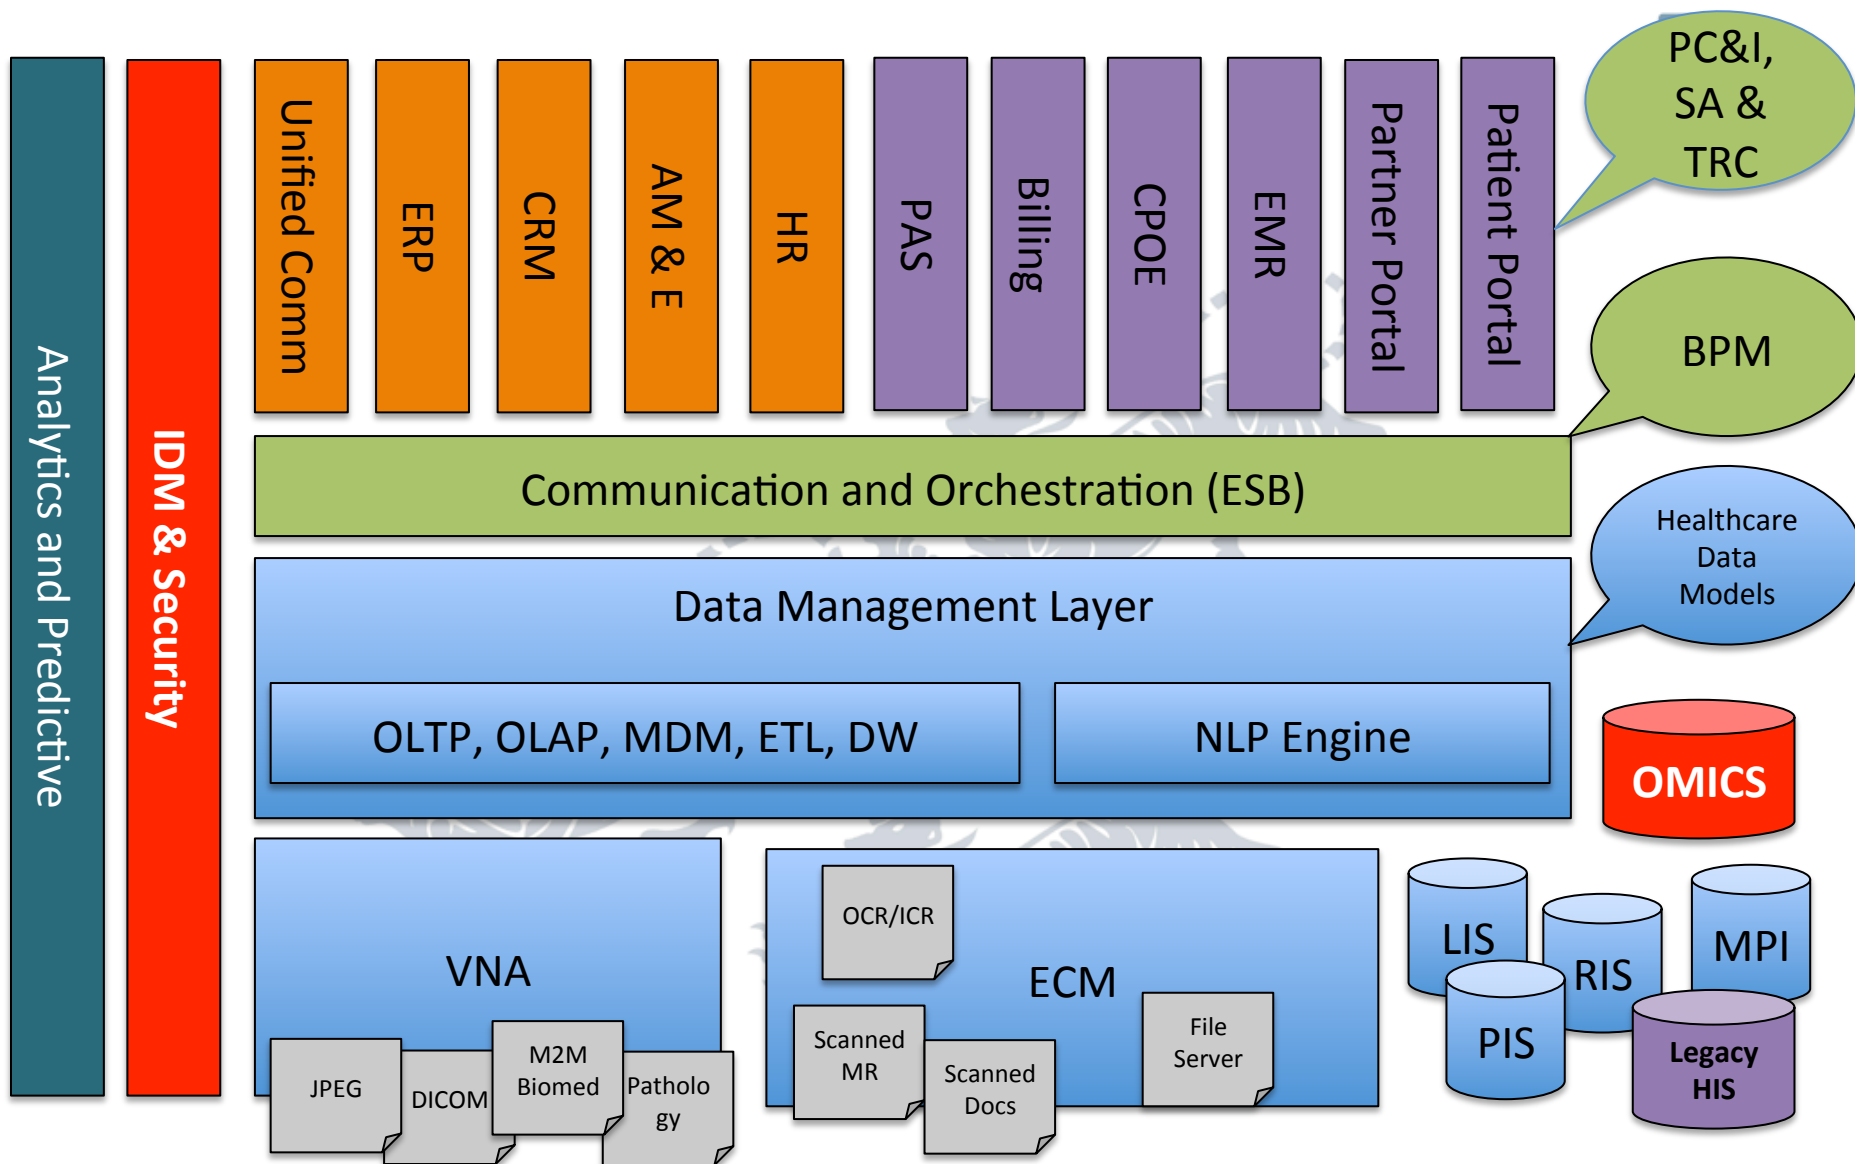 Analytics and Predictive
IDM & Security
Unified Comm
ERP
CRM
AM & E
HR
PAS
Billing
CPOE
EMR
Partner Portal
Patient Portal
PC&I,
SA &
TRC
BPM
Communication and Orchestration (ESB)
Healthcare
Data
Models
Data Management Layer
OLTP, OLAP, MDM, ETL, DW
NLP Engine
OMICS
VNA
JPEG
DICOM
M2M
Biomed
Patholo
gy
OCR/ICR
ECM
Scanned
MR
Scanned
Docs
File
Server
LIS
RIS
MPI
PIS
Legacy
HIS